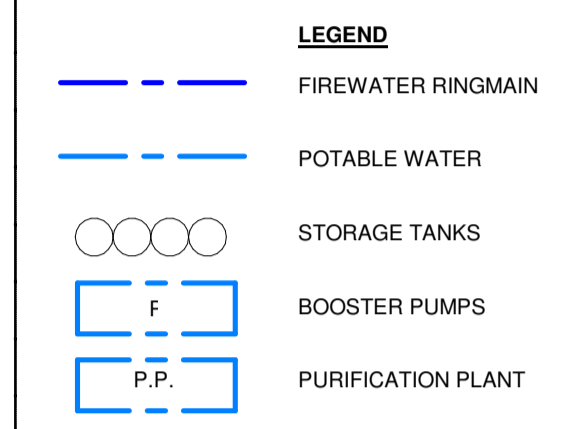 LEGEND
FIREWATER RINGMAIN
POTABLE WATER
STORAGE TANKS
F BOOSTER PUMPS
P.P. PURIFICATION PLANT